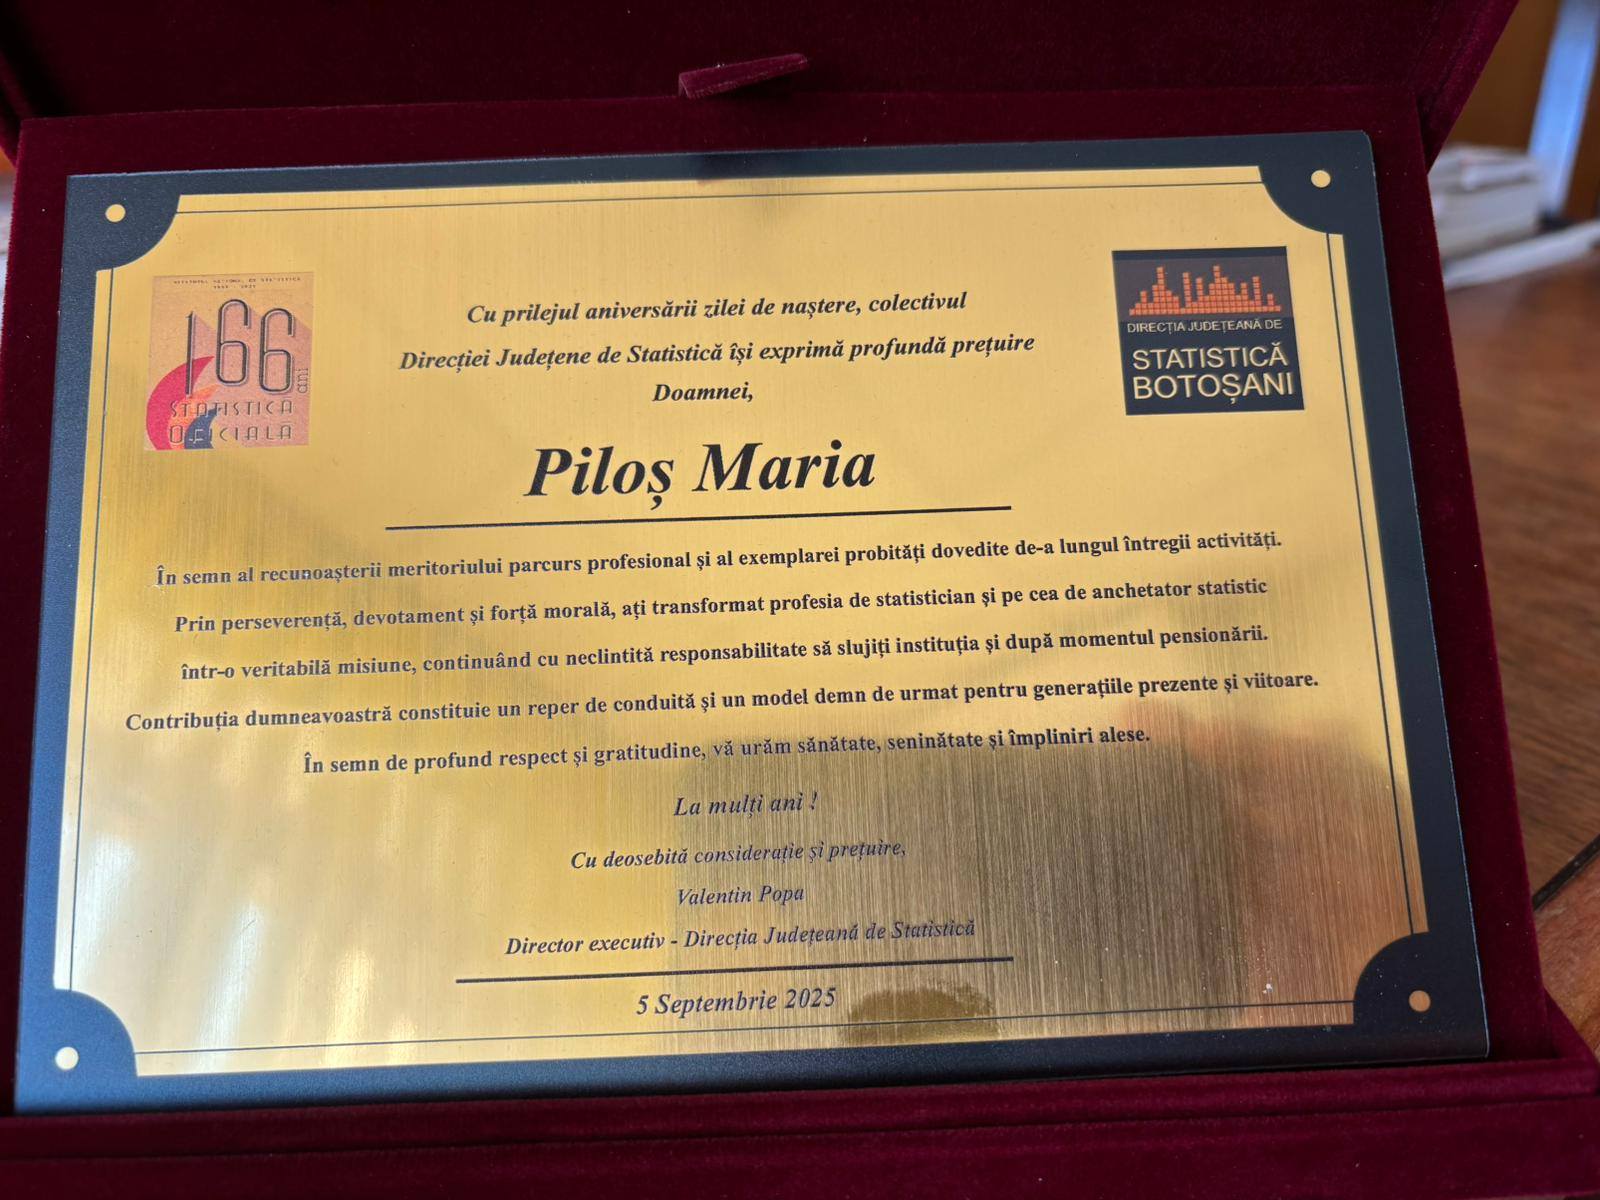 INSTITUTUL NAȚIONAL DE STATISTICĂ
166
ani
STATISTICA
OFICIALĂ
DIRECȚIA JUDEȚEANĂ DE
STATISTICĂ
BOTOȘANI
Cu prilejul aniversării zilei de naștere, colectivul
Direcției Județene de Statistică își exprimă profundă prețuire
Doamnei,
Piloș Maria
În semn al recunoașterii meritoriului parcurs profesional și al exemplarei probități dovedite de-a lungul întregii activități.
Prin perseverență, devotament și forță morală, ați transformat profesia de statistician și pe cea de anchetator statistic
într-o veritabilă misiune, continuând cu neclintită responsabilitate să slujiți instituția și după momentul pensionării.
Contribuția dumneavoastră constituie un reper de conduită și un model demn de urmat pentru generațiile prezente și viitoare.
În semn de profund respect și gratitudine, vă urăm sănătate, seninătate și împliniri alese.
La mulți ani !
Cu deosebită considerație și prețuire,
Valentin Popa
Director executiv - Direcția Județeană de Statistică
5 Septembrie 2025